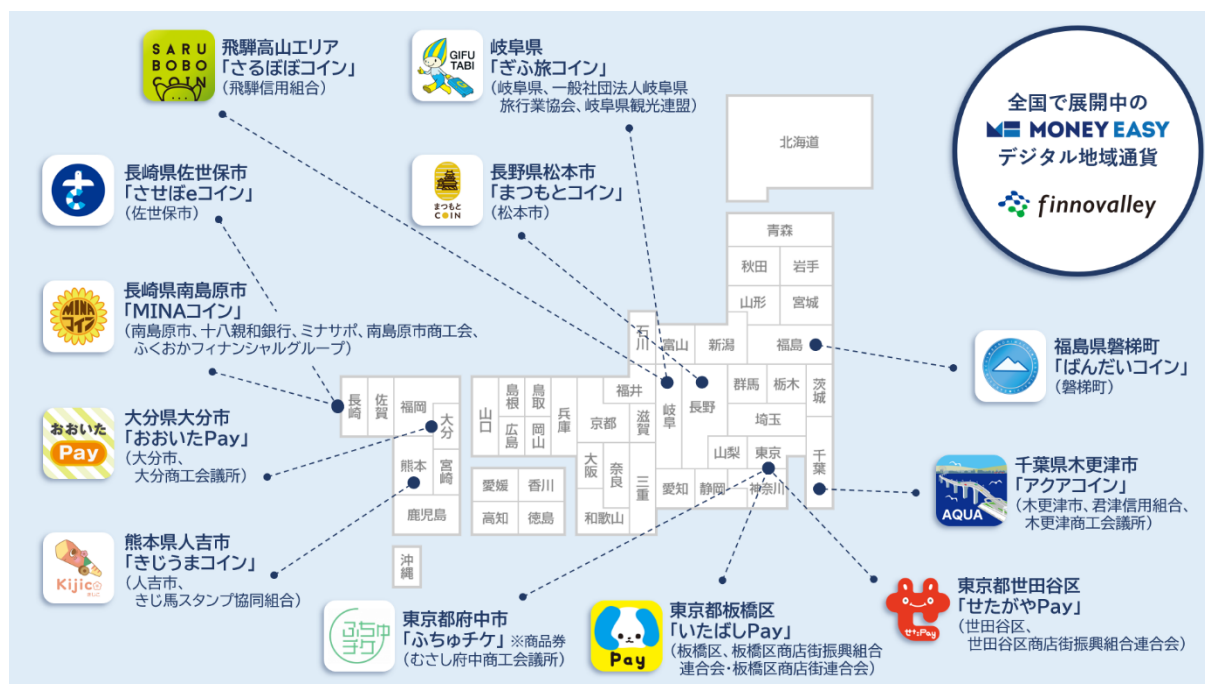 SARU
BOBO
COIN
飛騨高山エリア
「さるぼぼコイン」
(飛騨信用組合)
GIFU
TABI
岐阜県
「ぎふ旅コイン」
(岐阜県、一般社団法人岐阜県
旅行業協会、岐阜県観光連盟)
全国で展開中の
MONEY EASY
デジタル地域通貨
finnovalley
長崎県佐世保市
「させぼeコイン」
(佐世保市)
まつもと
COIN
長野県松本市
「まつもとコイン」
(松本市)
MINA
コイン
長崎県南島原市
「MINAコイン」
(南島原市、十八親和銀行、ミナサポ、南島原市商工会、
ふくおかフィナンシャルグループ)
おおいた
Pay
大分県大分市
「おおいたPay」
(大分市、
大分商工会議所)
Kijico
きじこ
熊本県人吉市
「きじうまコイン」
(人吉市、
きじ馬スタンプ協同組合)
北海道
青森
秋田
岩手
山形
宮城
石川
富山
新潟
福島
群馬
栃木
茨城
福井
岐阜
長野
埼玉
山梨
東京
千葉
長崎
佐賀
福岡
大分
熊本
宮崎
鹿児島
沖縄
山口
島根
鳥取
広島
岡山
兵庫
京都
滋賀
大阪
奈良
三重
和歌山
愛知
静岡
神奈川
愛媛
香川
高知
徳島
福島県磐梯町
「ばんだいコイン」
(磐梯町)
AQUA
千葉県木更津市
「アクアコイン」
(木更津市、君津信用組合、
木更津商工会議所)
ふちゅ
チケ
東京都府中市
「ふちゅチケ」※商品券
(むさし府中商工会議所)
Pay
東京都板橋区
「いたばしPay」
(板橋区、板橋区商店街振興組合
連合会・板橋区商店街連合会)
せたPay
東京都世田谷区
「せたがやPay」
(世田谷区、
世田谷区商店街振興組合連合会)